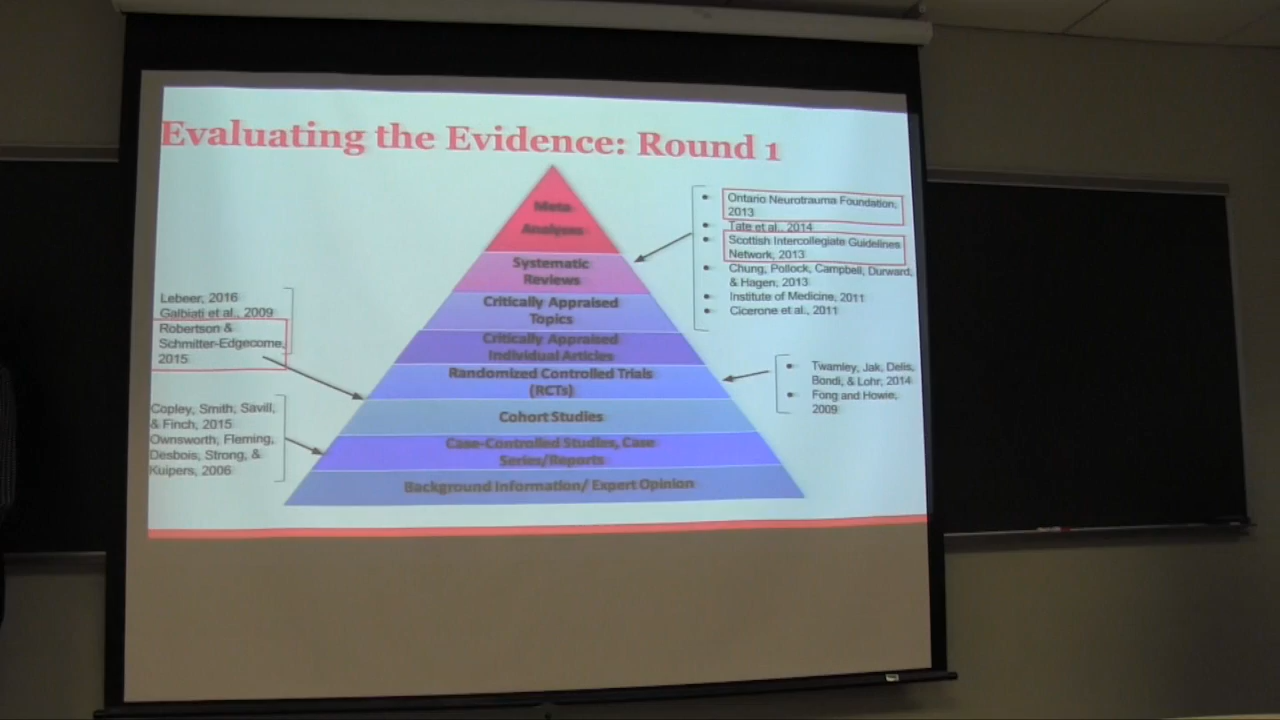 Evaluating the Evidence: Round 1
Meta
Analyses
Systematic
Reviews
Critically Appraised
Topics
Critically Appraised
Individual Articles
Randomized Controlled Trials
(RCTs)
Cohort Studies
Case-Controlled Studies, Case
Series/Reports
Background Information/ Expert Opinion
Lebeer, 2016
Galbiati et al., 2009
Robertson &
Schmitter-Edgecome,
2015
Copley, Smith, Savill,
& Finch, 2015
Ownsworth, Fleming,
Desbois, Strong, &
Kuipers, 2006
• Ontario Neurotrauma Foundation,
2013
• Tate et al., 2014
• Scottish Intercollegiate Guidelines
Network, 2013
• Chung, Pollock, Campbell, Durward,
& Hagen, 2013
• Institute of Medicine, 2011
• Cicerone et al., 2011
• Twamley, Jak, Delis,
Bondi, & Lohr, 2014
• Fong and Howie,
2009